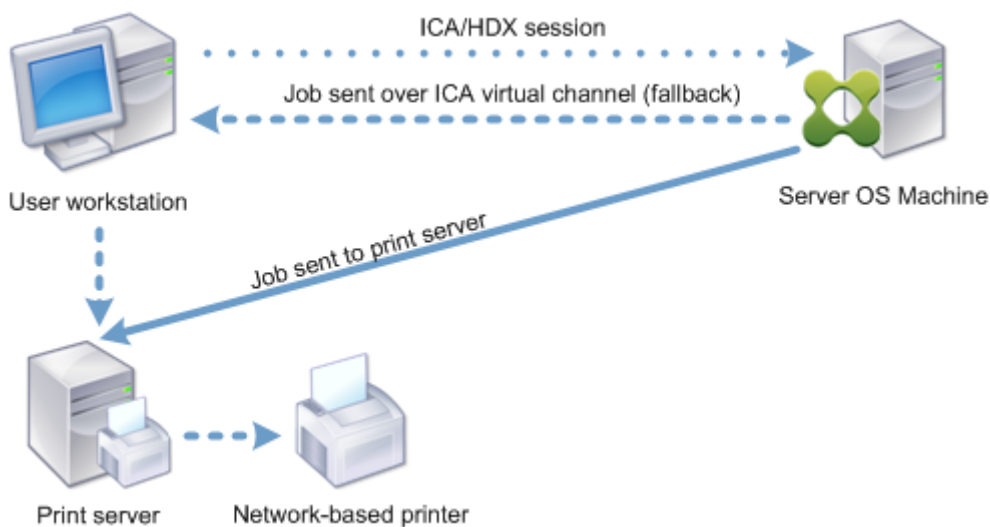 ICA/HDX session
Job sent over ICA virtual channel (fallback)
User workstation
Server OS Machine
Job sent to print server
Print server
Network-based printer